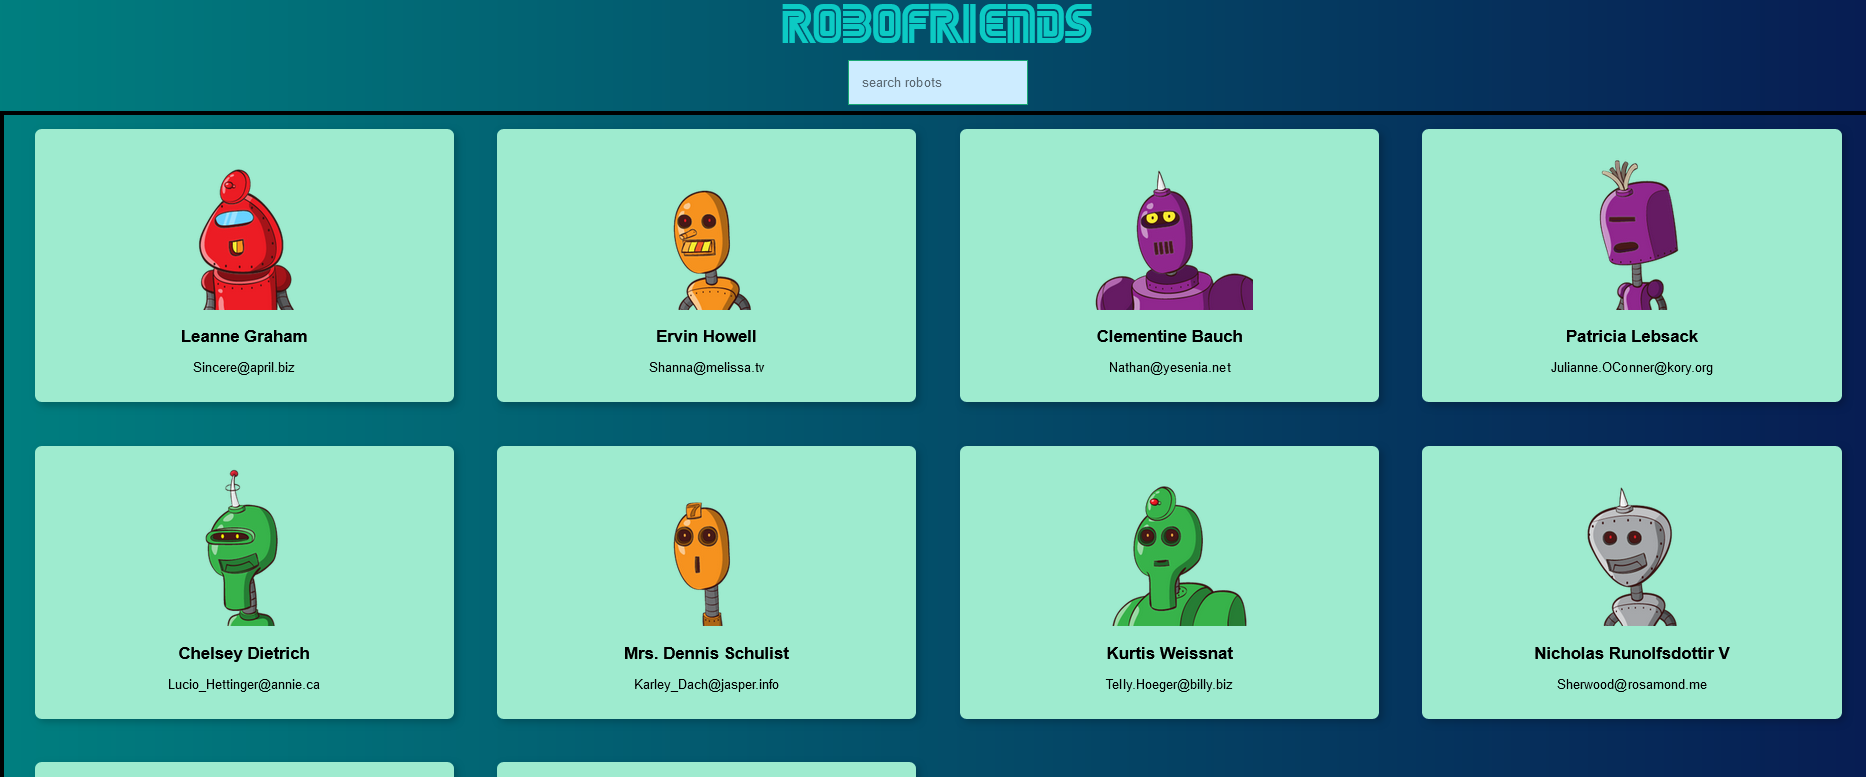 ROBOFRIENDS
search robots
Leanne Graham
Sincere@april.biz
Ervin Howell
Shanna@melissa.tv
Clementine Bauch
Nathan@yesenia.net
Patricia Lebsack
Julianne.OConner@kory.org
7
Chelsey Dietrich
Lucio_Hettinger@annie.ca
Mrs. Dennis Schulist
Karley_Dach@jasper.info
Kurtis Weissnat
Telly.Hoeger@billy.biz
Nicholas Runolfsdottir V
Sherwood@rosamond.me